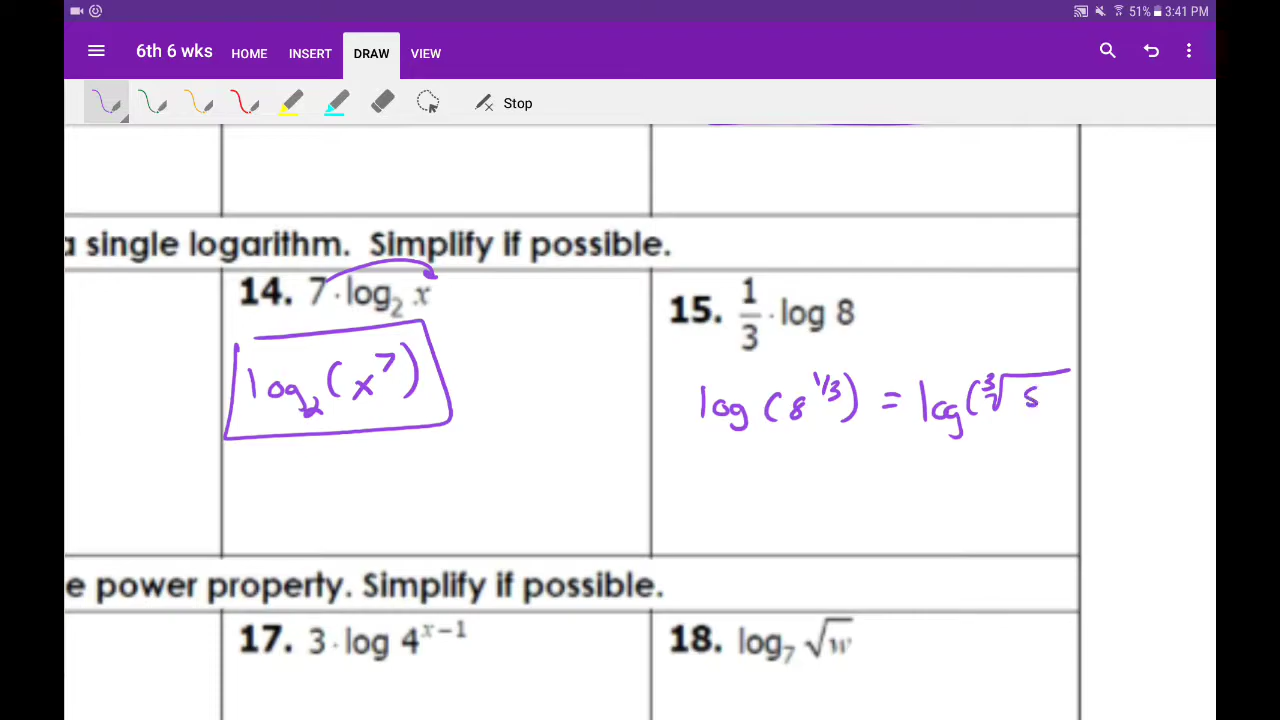 51% 3:41 PM
6th 6 wks HOME INSERT DRAW VIEW
Stop
a single logarithm. Simplify if possible.
14. 7 · log₂ x
log₂(x⁷)
15. 1/3 · log 8
log(8^(1/3)) = log(∛
e power property. Simplify if possible.
17. 3 · log 4^(x−1)
18. log₇ √w